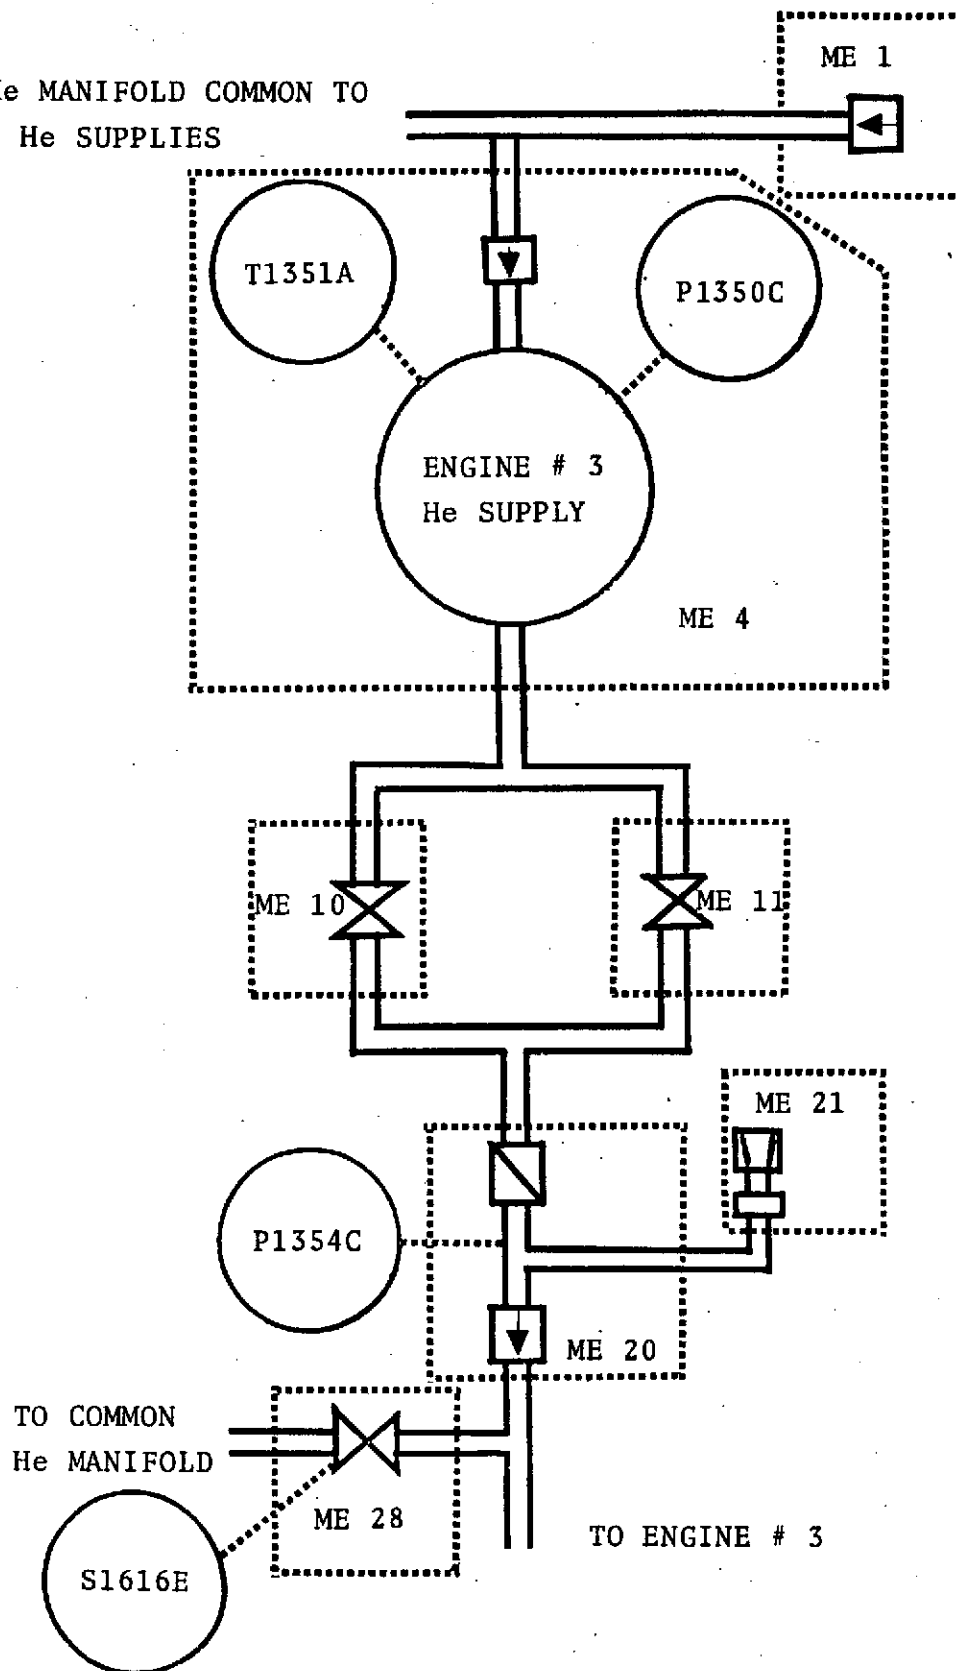 ME 1
He MANIFOLD COMMON TO
He SUPPLIES
T1351A
P1350C
ENGINE # 3
He SUPPLY
ME 4
ME 10
ME 11
ME 21
P1354C
ME 20
TO COMMON
He MANIFOLD
ME 28
TO ENGINE # 3
S1616E